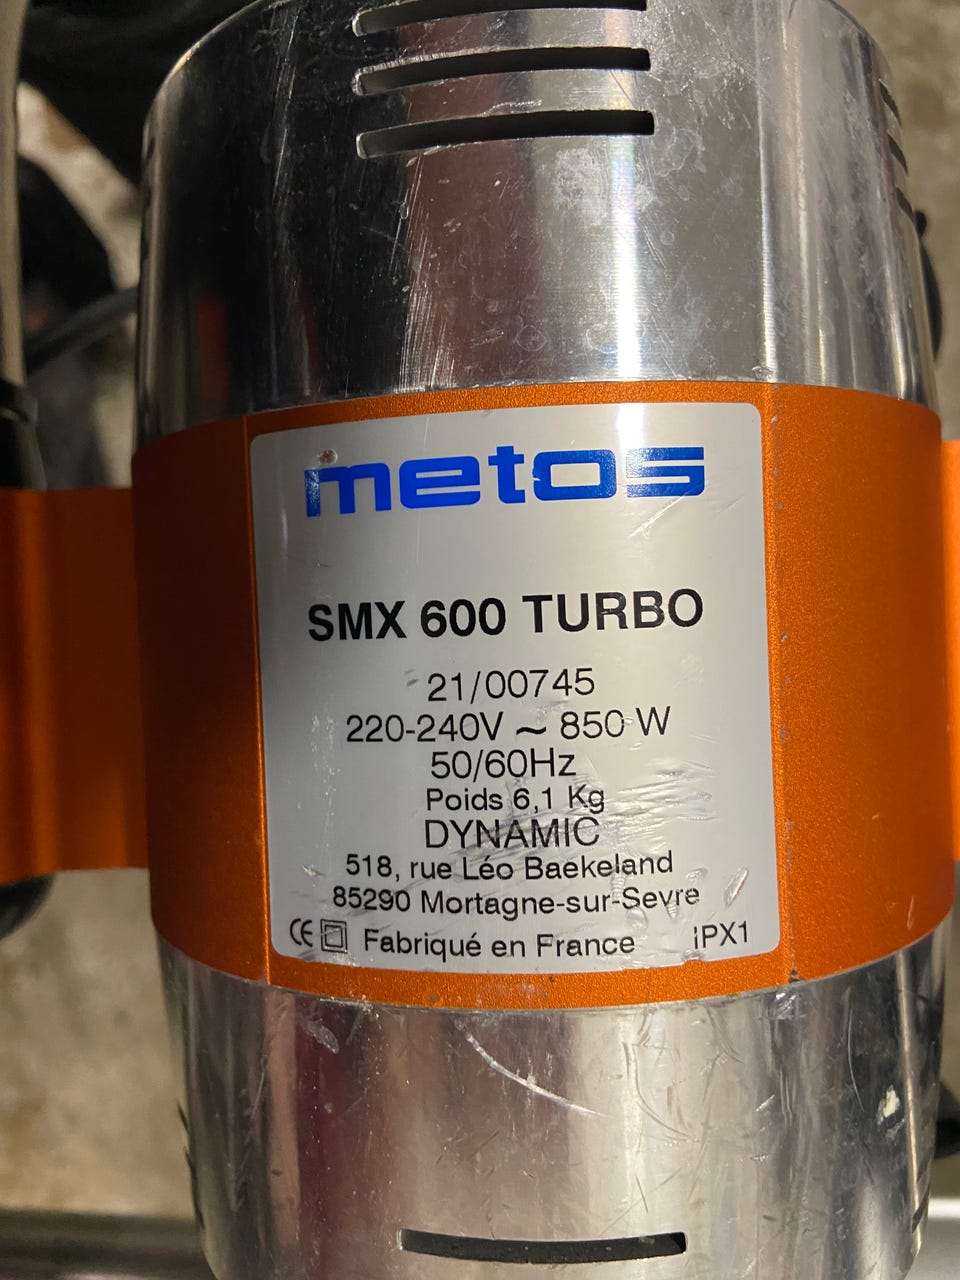 metos
SMX 600 TURBO
21/00745
220-240V ~ 850 W
50/60Hz
Poids 6,1 Kg
DYNAMIC
518, rue Léo Baekeland
85290 Mortagne-sur-Sevre
CE Fabriqué en France IPX1